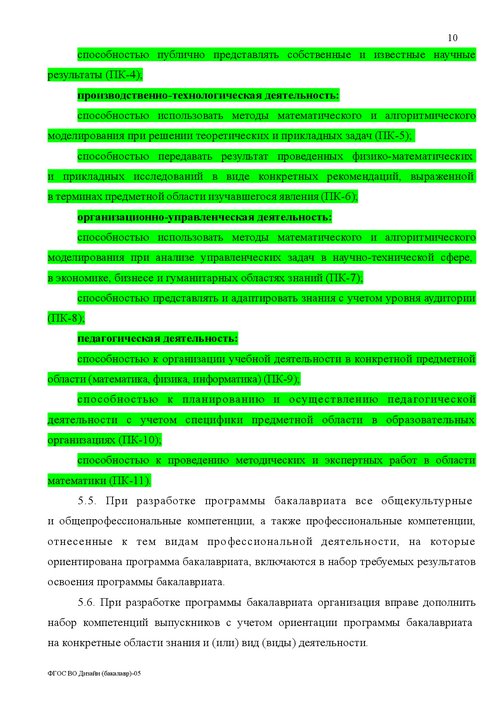 10
способностью публично представлять собственные и известные научные
результаты (ПК-4);
производственно-технологическая деятельность:
способностью использовать методы математического и алгоритмического
моделирования при решении теоретических и прикладных задач (ПК-5);
способностью передавать результат проведенных физико-математических
и прикладных исследований в виде конкретных рекомендаций, выраженной
в терминах предметной области изучавшегося явления (ПК-6);
организационно-управленческая деятельность:
способностью использовать методы математического и алгоритмического
моделирования при анализе управленческих задач в научно-технической сфере,
в экономике, бизнесе и гуманитарных областях знаний (ПК-7);
способностью представлять и адаптировать знания с учетом уровня аудитории
(ПК-8);
педагогическая деятельность:
способностью к организации учебной деятельности в конкретной предметной
области (математика, физика, информатика) (ПК-9);
способностью к планированию и осуществлению педагогической
деятельности с учетом специфики предметной области в образовательных
организациях (ПК-10);
способностью к проведению методических и экспертных работ в области
математики (ПК-11).
5.5. При разработке программы бакалавриата все общекультурные
и общепрофессиональные компетенции, а также профессиональные компетенции,
отнесенные к тем видам профессиональной деятельности, на которые
ориентирована программа бакалавриата, включаются в набор требуемых результатов
освоения программы бакалавриата.
5.6. При разработке программы бакалавриата организация вправе дополнить
набор компетенций выпускников с учетом ориентации программы бакалавриата
на конкретные области знания и (или) вид (виды) деятельности.
ФГОС ВО Дизайн (бакалавр)-05